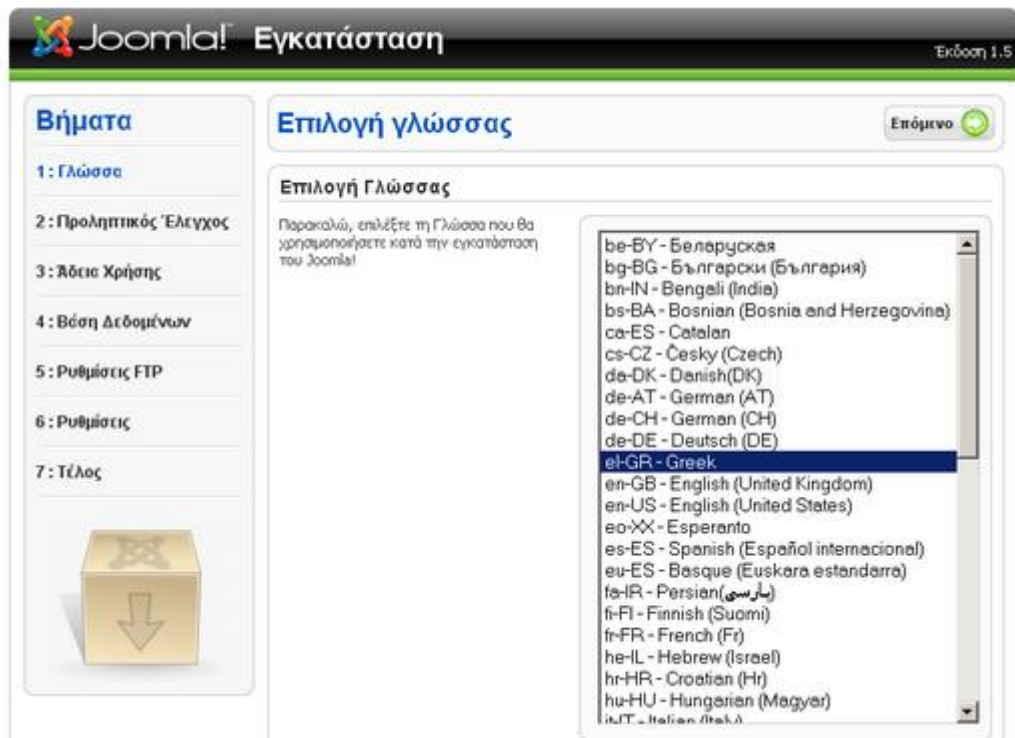 Joomla! Εγκατάσταση
Έκδοση 1.5
Βήματα
1 : Γλώσσα
2 : Προληπτικός Έλεγχος
3 : Άδεια Χρήσης
4 : Βάση Δεδομένων
5 : Ρυθμίσεις FTP
6 : Ρυθμίσεις
7 : Τέλος
Επιλογή γλώσσας
Επόμενο
Επιλογή Γλώσσας
Παρακαλώ, επιλέξτε τη Γλώσσα που θα
χρησιμοποιήσετε κατά την εγκατάσταση
του Joomla!
be-BY - Беларуская
bg-BG - Български (България)
bn-IN - Bengali (India)
bs-BA - Bosnian (Bosnia and Herzegovina)
ca-ES - Catalan
cs-CZ - Česky (Czech)
da-DK - Danish(DK)
de-AT - German (AT)
de-CH - German (CH)
de-DE - Deutsch (DE)
el-GR - Greek
en-GB - English (United Kingdom)
en-US - English (United States)
eo-XX - Esperanto
es-ES - Spanish (Español internacional)
eu-ES - Basque (Euskara estandarra)
fa-IR - Persian(پارسی)
fi-FI - Finnish (Suomi)
fr-FR - French (Fr)
he-IL - Hebrew (Israel)
hr-HR - Croatian (Hr)
hu-HU - Hungarian (Magyar)
it-IT - Italian (Italy)